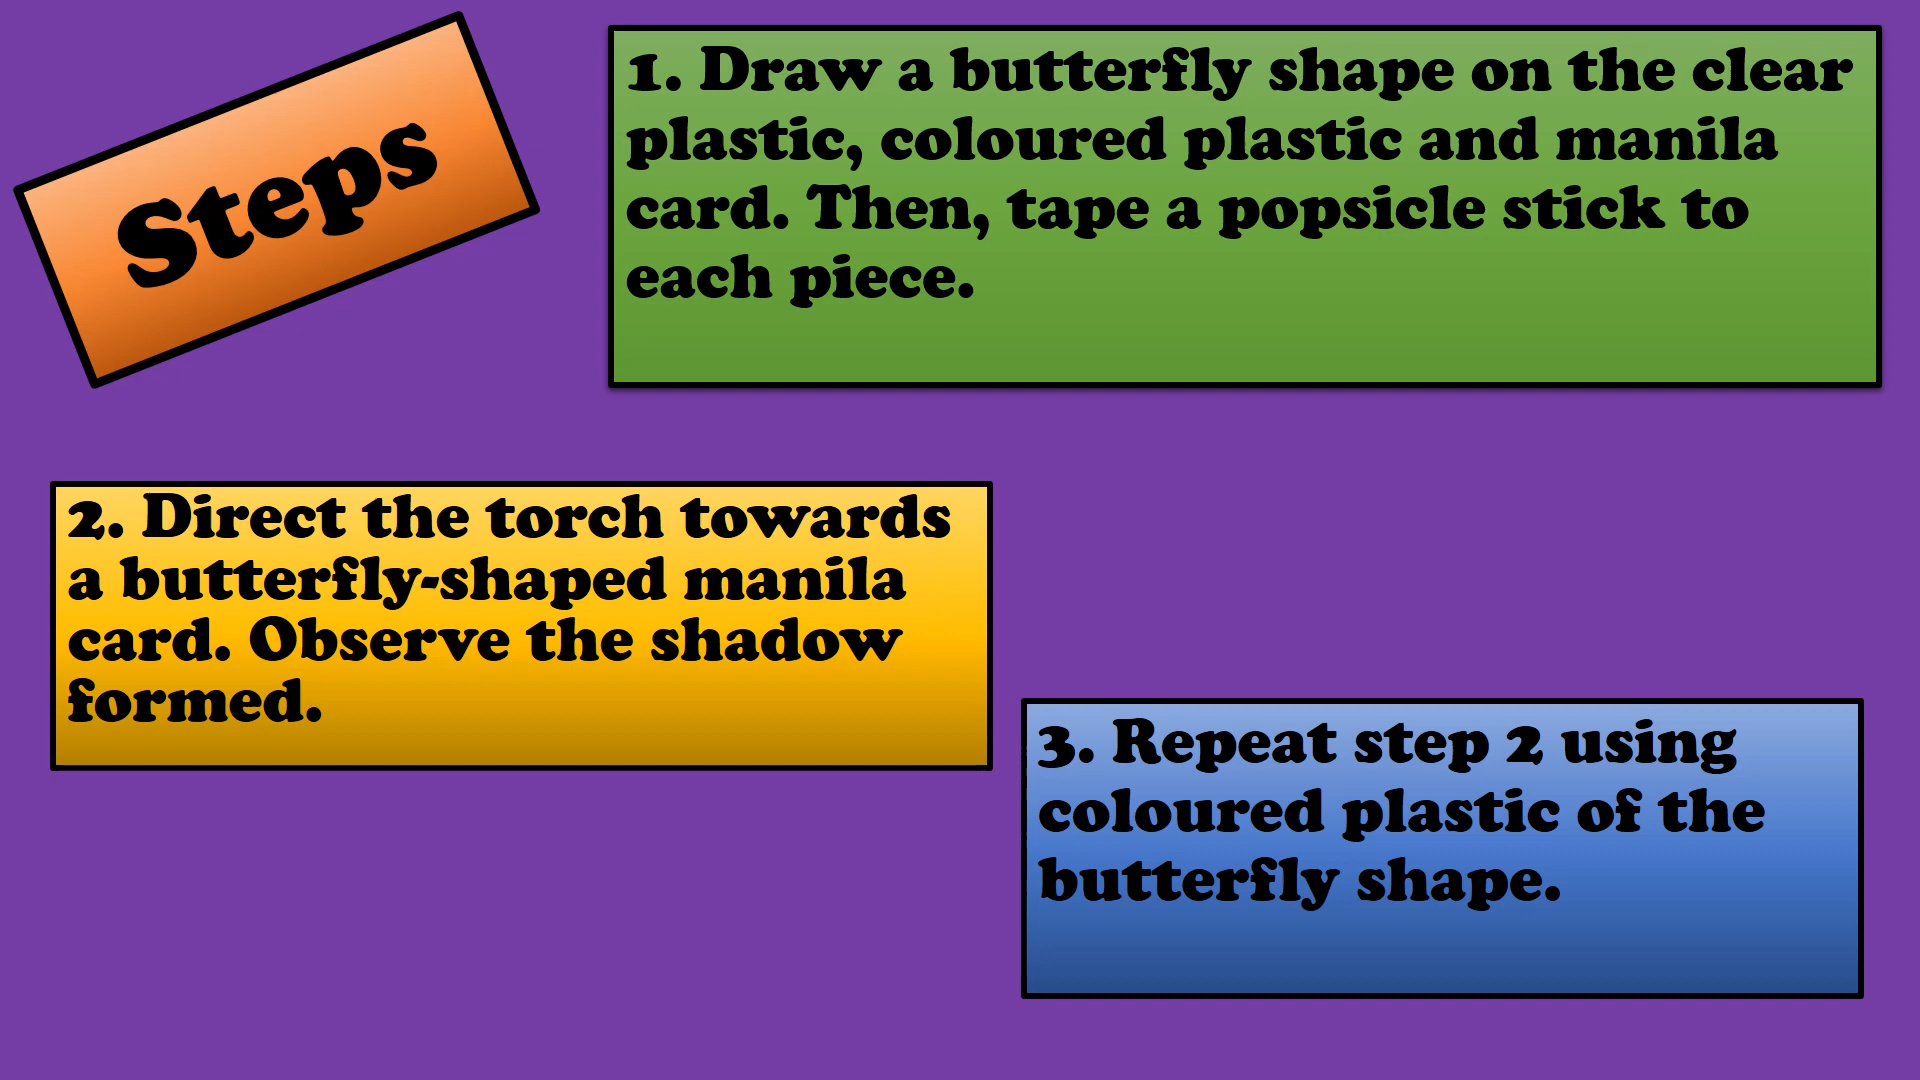 Steps
1. Draw a butterfly shape on the clear
plastic, coloured plastic and manila
card. Then, tape a popsicle stick to
each piece.
2. Direct the torch towards
a butterfly-shaped manila
card. Observe the shadow
formed.
3. Repeat step 2 using
coloured plastic of the
butterfly shape.